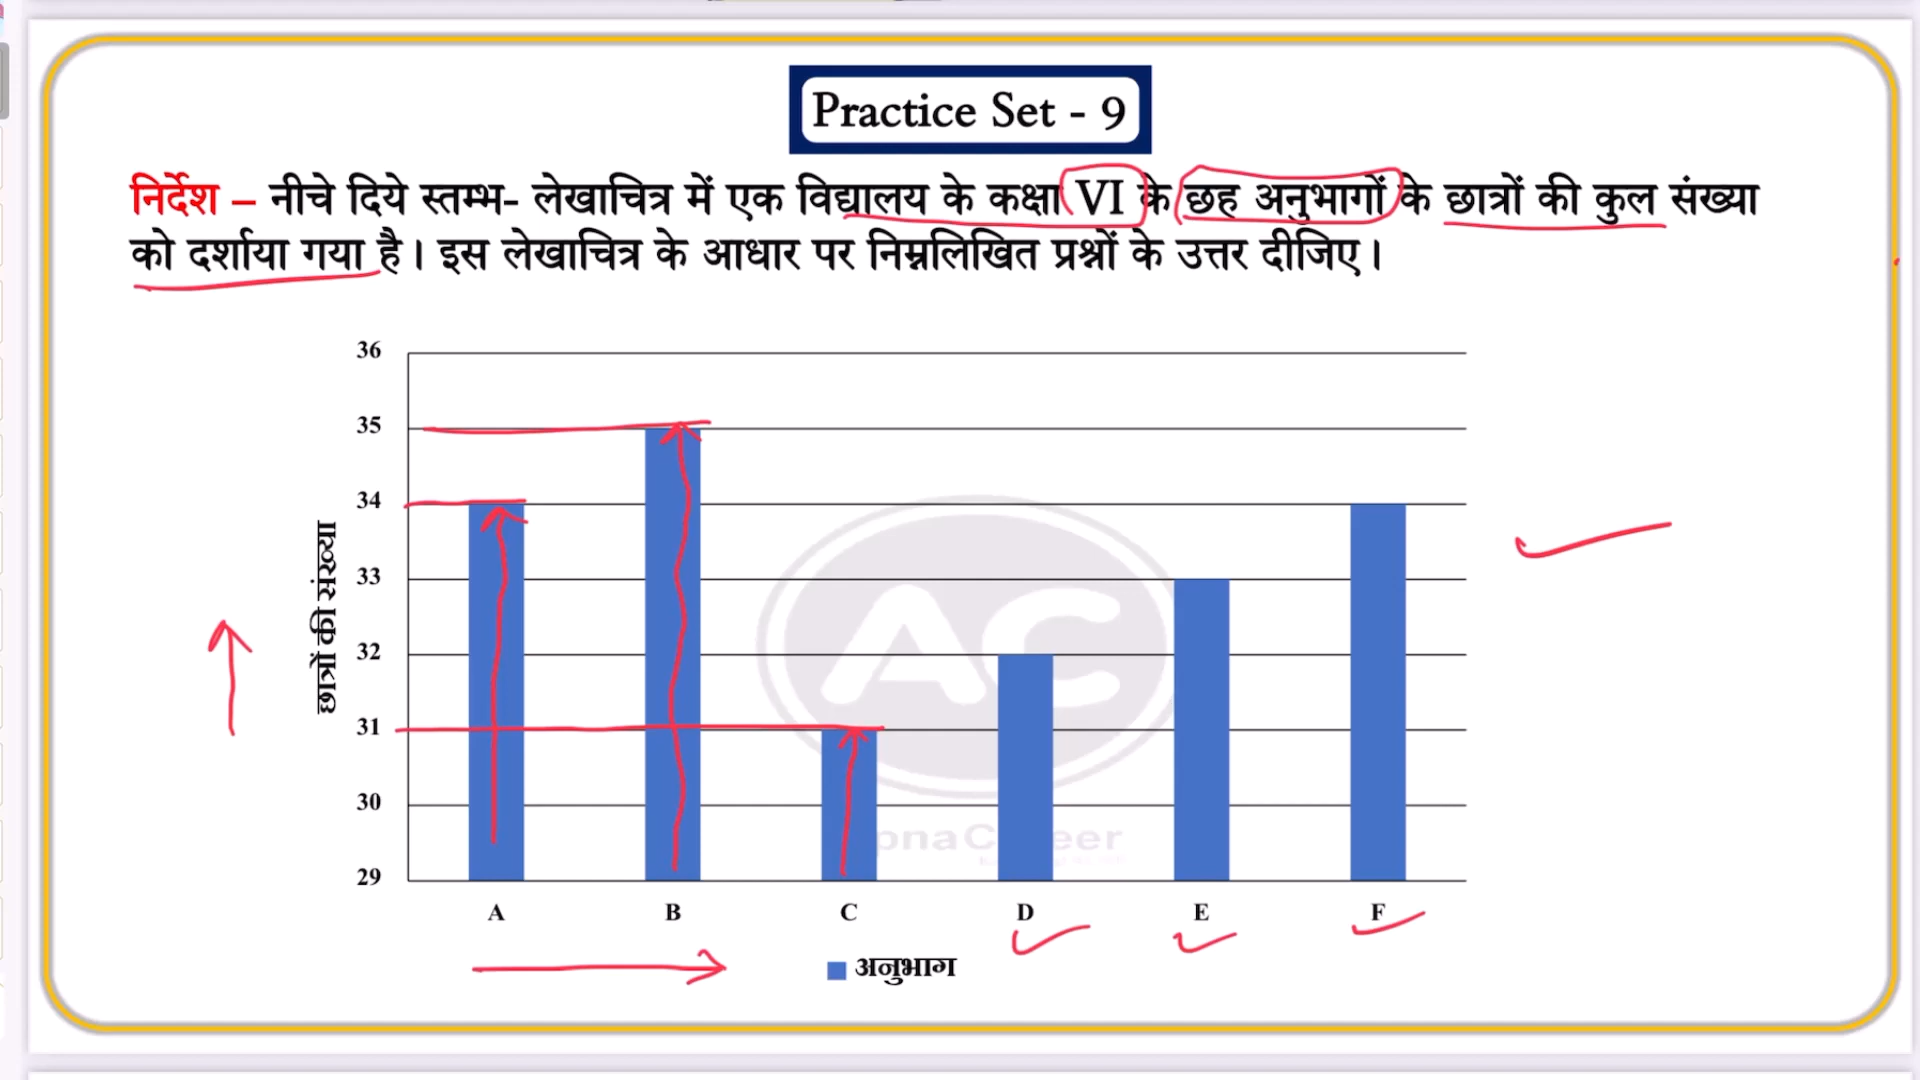 Practice Set - 9
निर्देश – नीचे दिये स्तम्भ- लेखाचित्र में एक विद्यालय के कक्षा VI के छह अनुभागों के छात्रों की कुल संख्या
को दर्शाया गया है। इस लेखाचित्र के आधार पर निम्नलिखित प्रश्नों के उत्तर दीजिए।
36
35
34
33
32
31
30
29
छात्रों की संख्या
AC
A B C D E F
अनुभाग